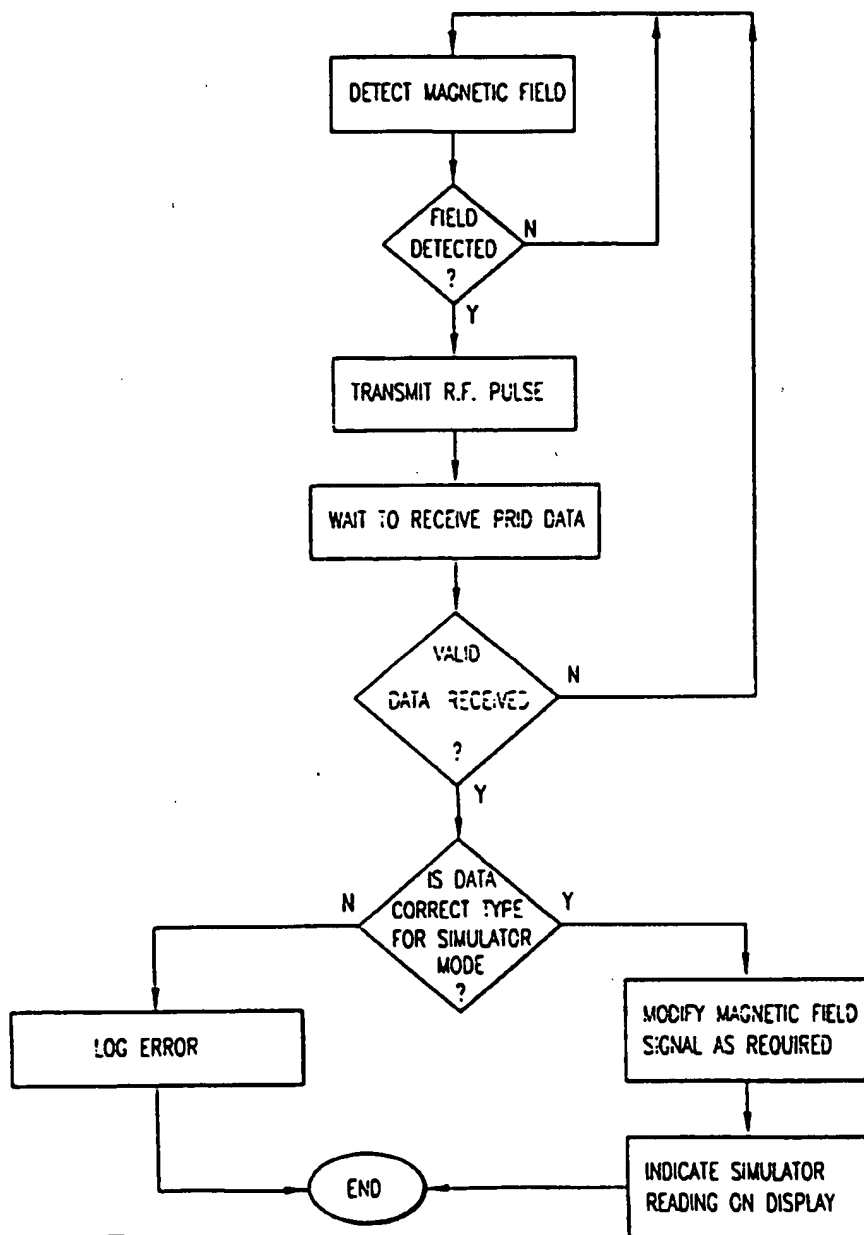 DETECT MAGNETIC FIELD
FIELD
DETECTED
?
N
Y
TRANSMIT R.F. PULSE
WAIT TO RECEIVE PRID DATA
VALID
DATA RECEIVED
?
N
Y
IS DATA
CORRECT TYPE
FOR SIMULATOR
MODE
?
N
Y
LOG ERROR
MODIFY MAGNETIC FIELD
SIGNAL AS REQUIRED
INDICATE SIMULATOR
READING ON DISPLAY
END